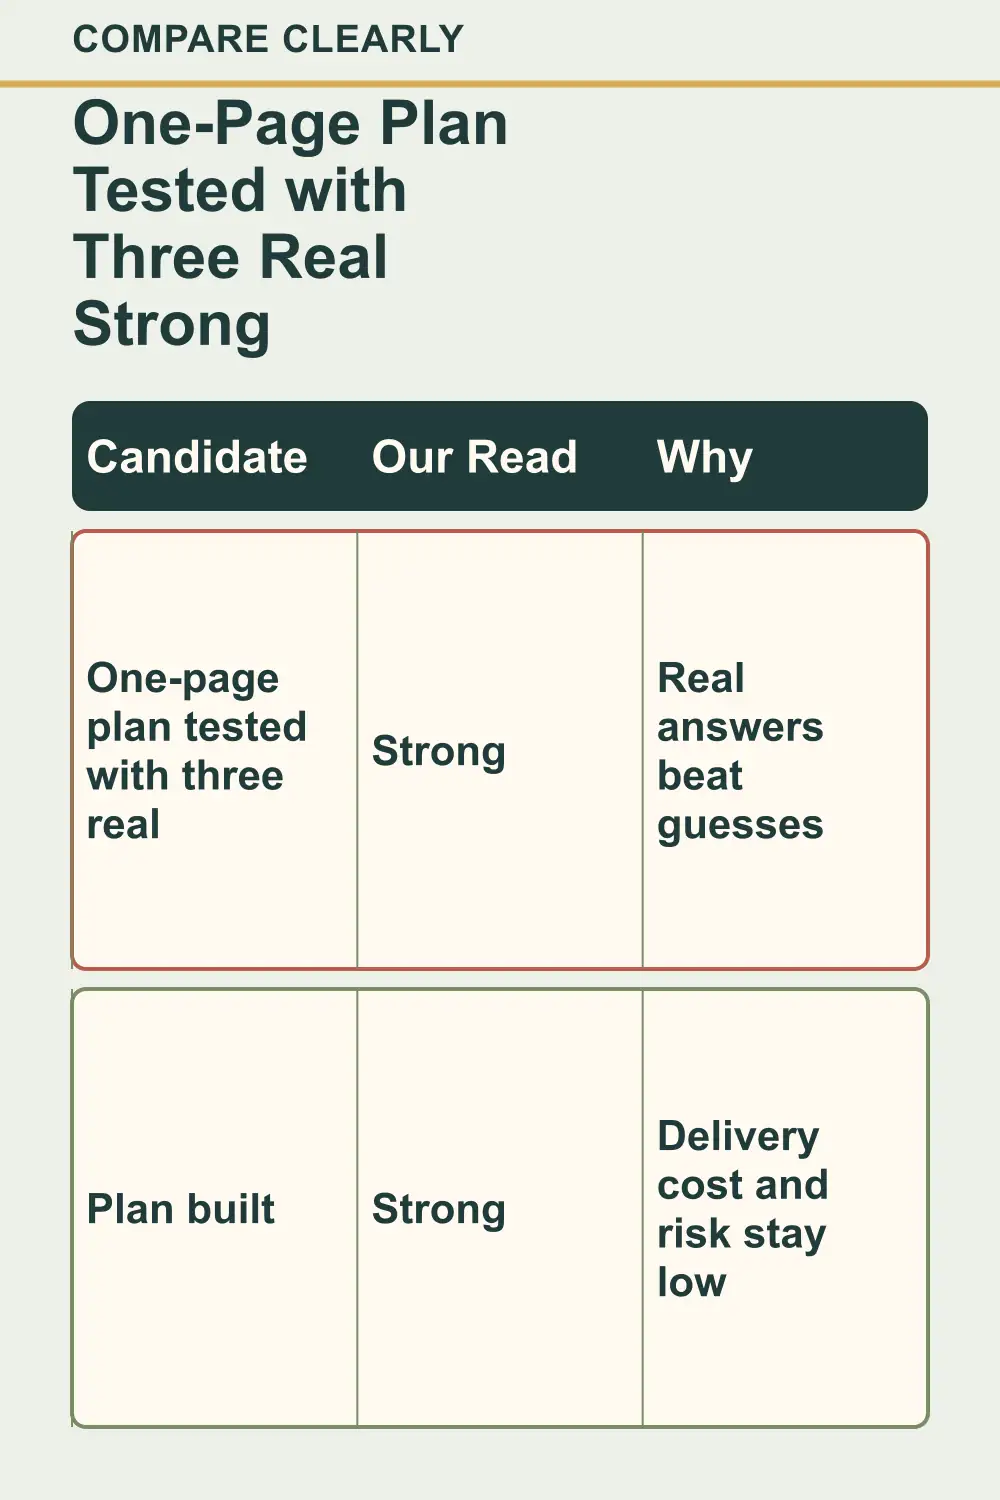 COMPARE CLEARLY
One-Page Plan
Tested with
Three Real
Strong
Candidate
Our Read
Why
One-page
plan tested
with three
real
Strong
Real
answers
beat
guesses
Plan built
Strong
Delivery
cost and
risk stay
low